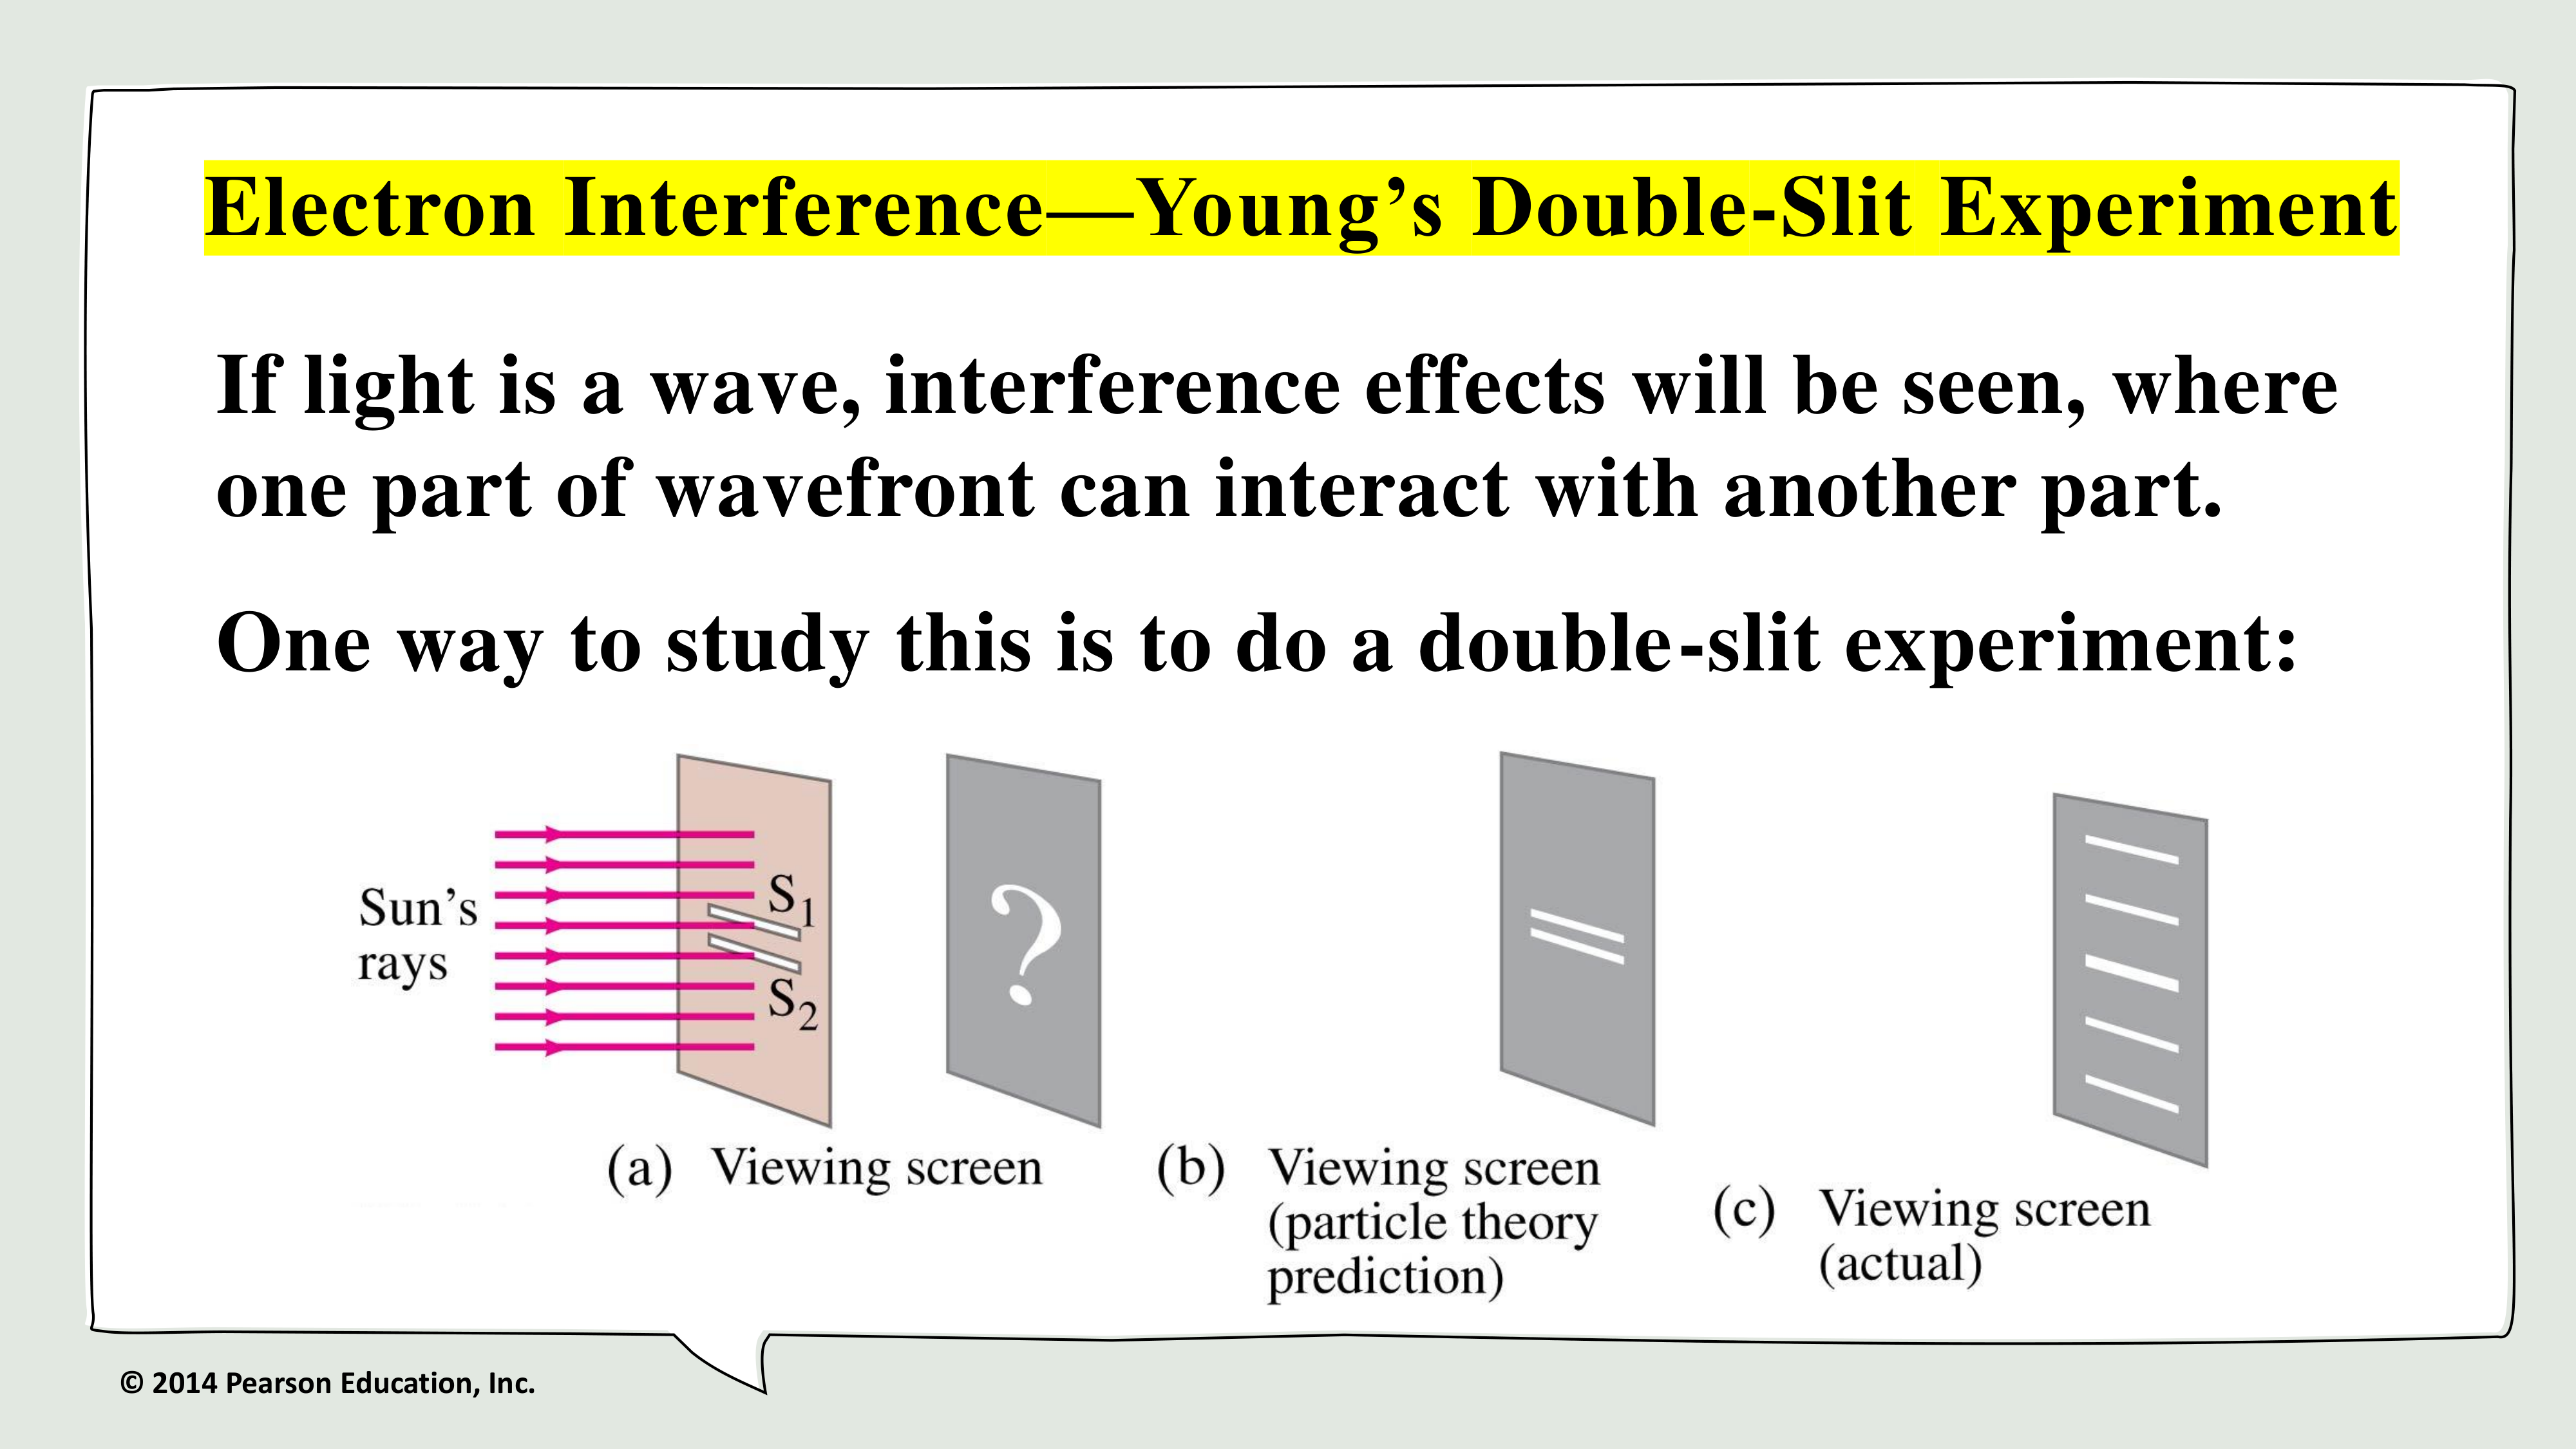 Electron Interference—Young’s Double-Slit Experiment
If light is a wave, interference effects will be seen, where
one part of wavefront can interact with another part.
One way to study this is to do a double-slit experiment:
Sun’s
rays
S1
S2
?
(a) Viewing screen
(b) Viewing screen
(particle theory
prediction)
(c) Viewing screen
(actual)
© 2014 Pearson Education, Inc.